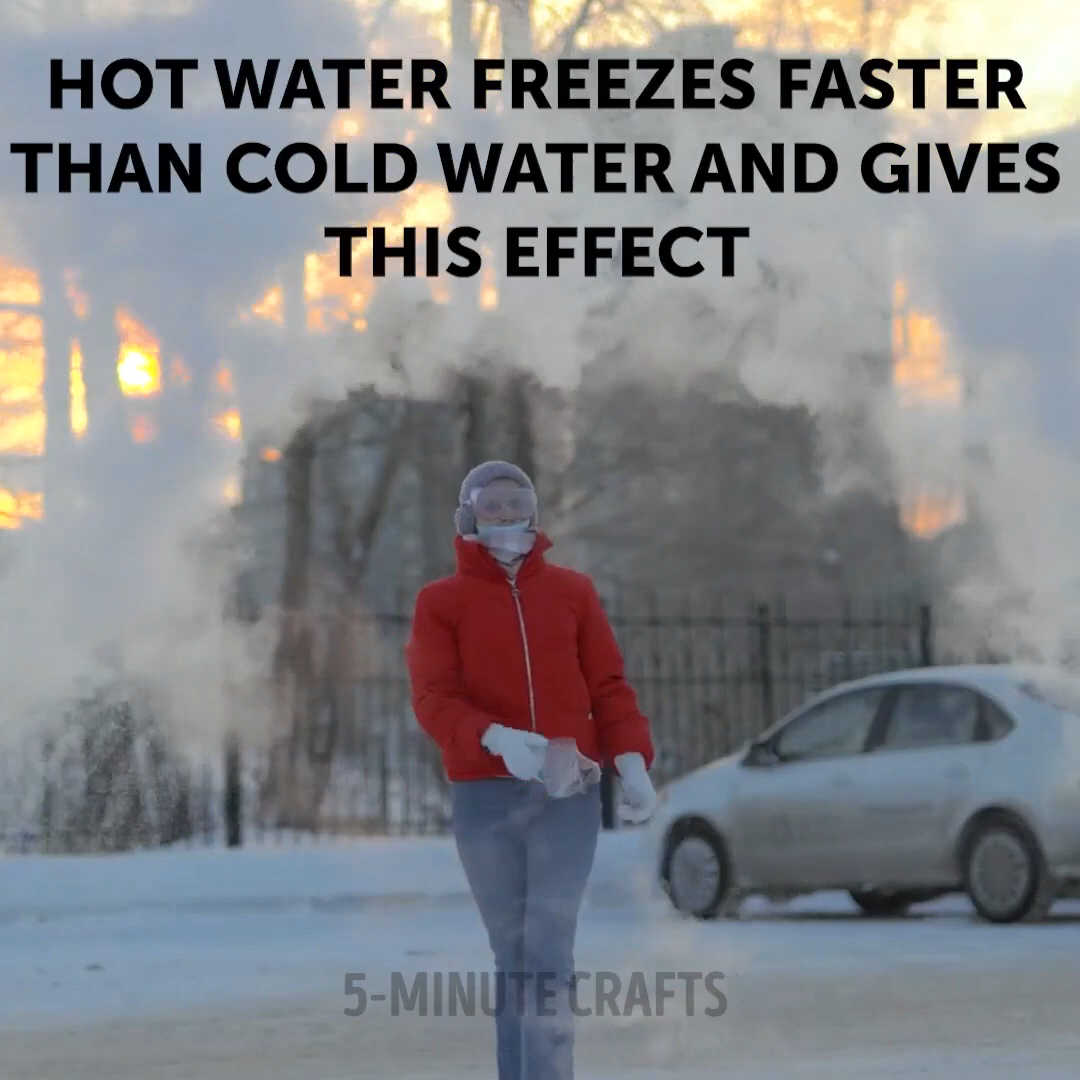 HOT WATER FREEZES FASTER
THAN COLD WATER AND GIVES
THIS EFFECT
5-MINUTE CRAFTS